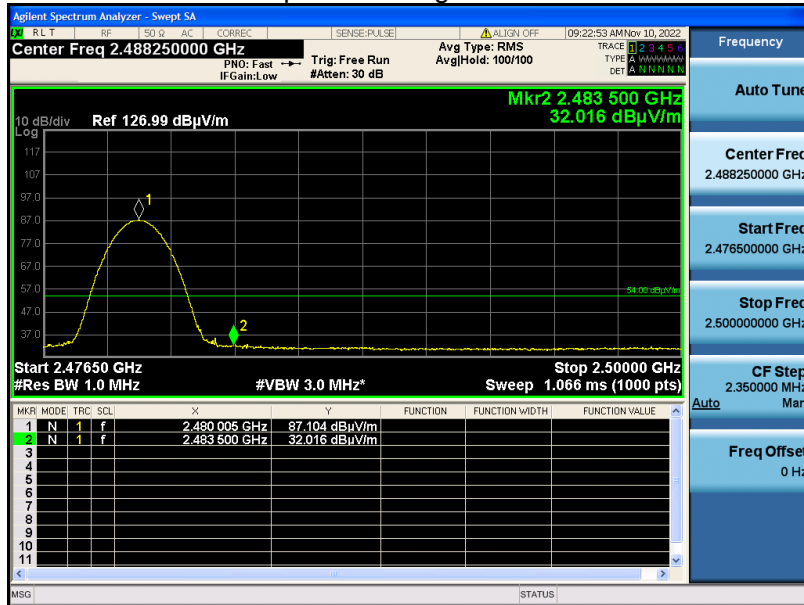 Agilent Spectrum Analyzer - Swept SA
LXI RLT RF 50 Ω AC CORREC SENSE:PULSE ALIGN OFF 09:22:53 AM Nov 10, 2022
Center Freq 2.488250000 GHz
PNO: Fast Trig: Free Run
IFGain:Low #Atten: 30 dB
Avg Type: RMS
Avg|Hold: 100/100
TRACE 1 2 3 4 5 6
TYPE A WWWWW
DET A N N N N N
Mkr2 2.483 500 GHz
32.016 dBµV/m
10 dB/div Ref 126.99 dBµV/m
Log
117
107
97.0
87.0
77.0
67.0
57.0
47.0
37.0
1
2
54.00 dBµV/m
Start 2.47650 GHz Stop 2.50000 GHz
#Res BW 1.0 MHz #VBW 3.0 MHz* Sweep 1.066 ms (1000 pts)
MKR MODE TRC SCL X Y FUNCTION FUNCTION WIDTH FUNCTION VALUE
1 N 1 f 2.480 005 GHz 87.104 dBµV/m
2 N 1 f 2.483 500 GHz 32.016 dBµV/m
3
4
5
6
7
8
9
10
11
MSG STATUS
Frequency
Auto Tune
Center Freq
2.488250000 GHz
Start Freq
2.476500000 GHz
Stop Freq
2.500000000 GHz
CF Step
2.350000 MHz
Auto Man
Freq Offset
0 Hz